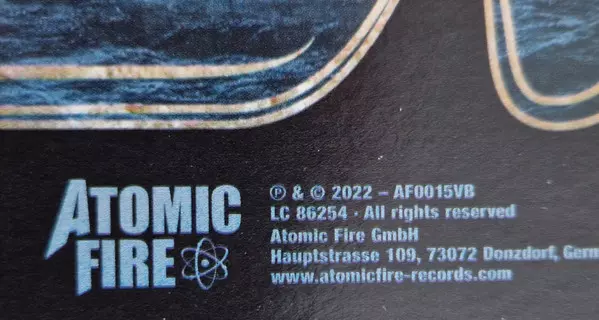 ATOMIC
FIRE
℗ & © 2022 – AF0015VB
LC 86254 · All rights reserved
Atomic Fire GmbH
Hauptstrasse 109, 73072 Donzdorf, Germ
www.atomicfire-records.com